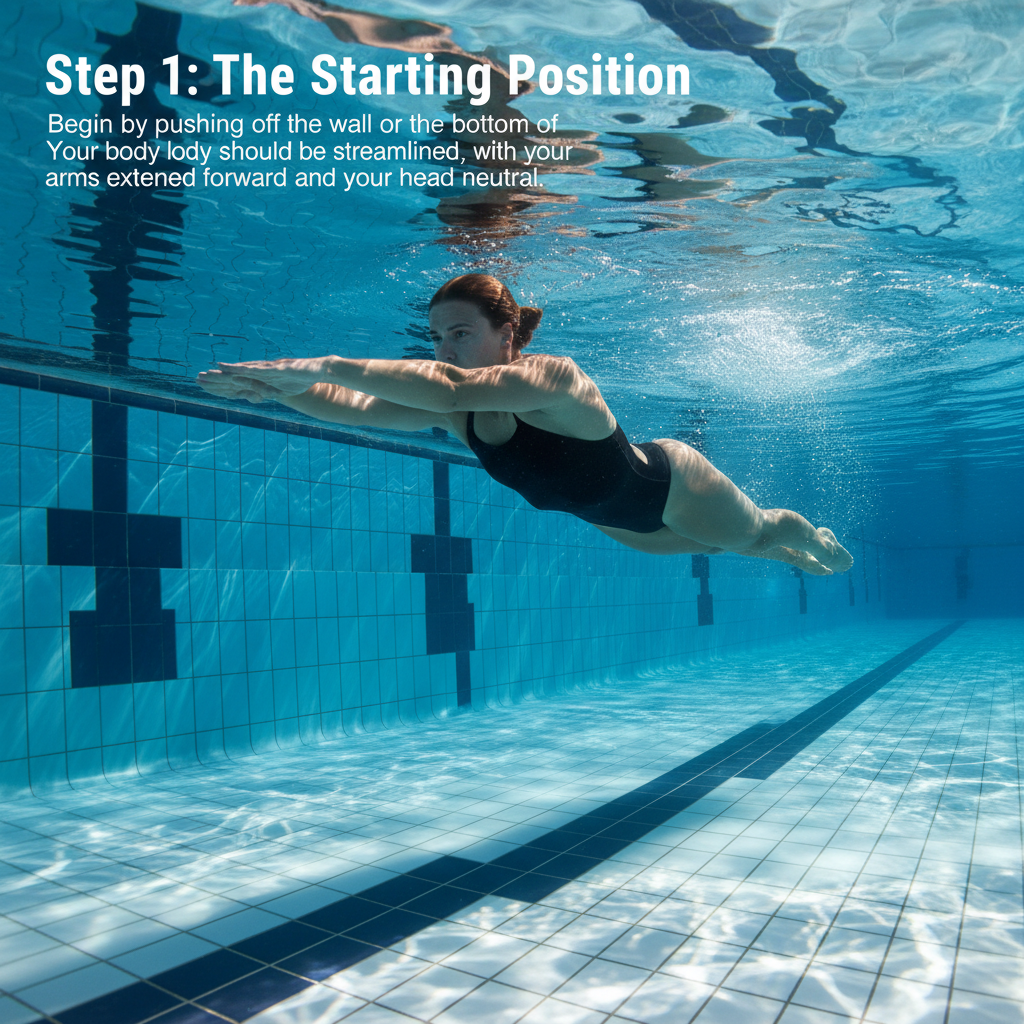 Step 1: The Starting Position
Begin by pushing off the wall or the bottom of
Your body lody should be streamlined, with your
arms extened forward and your head neutral.